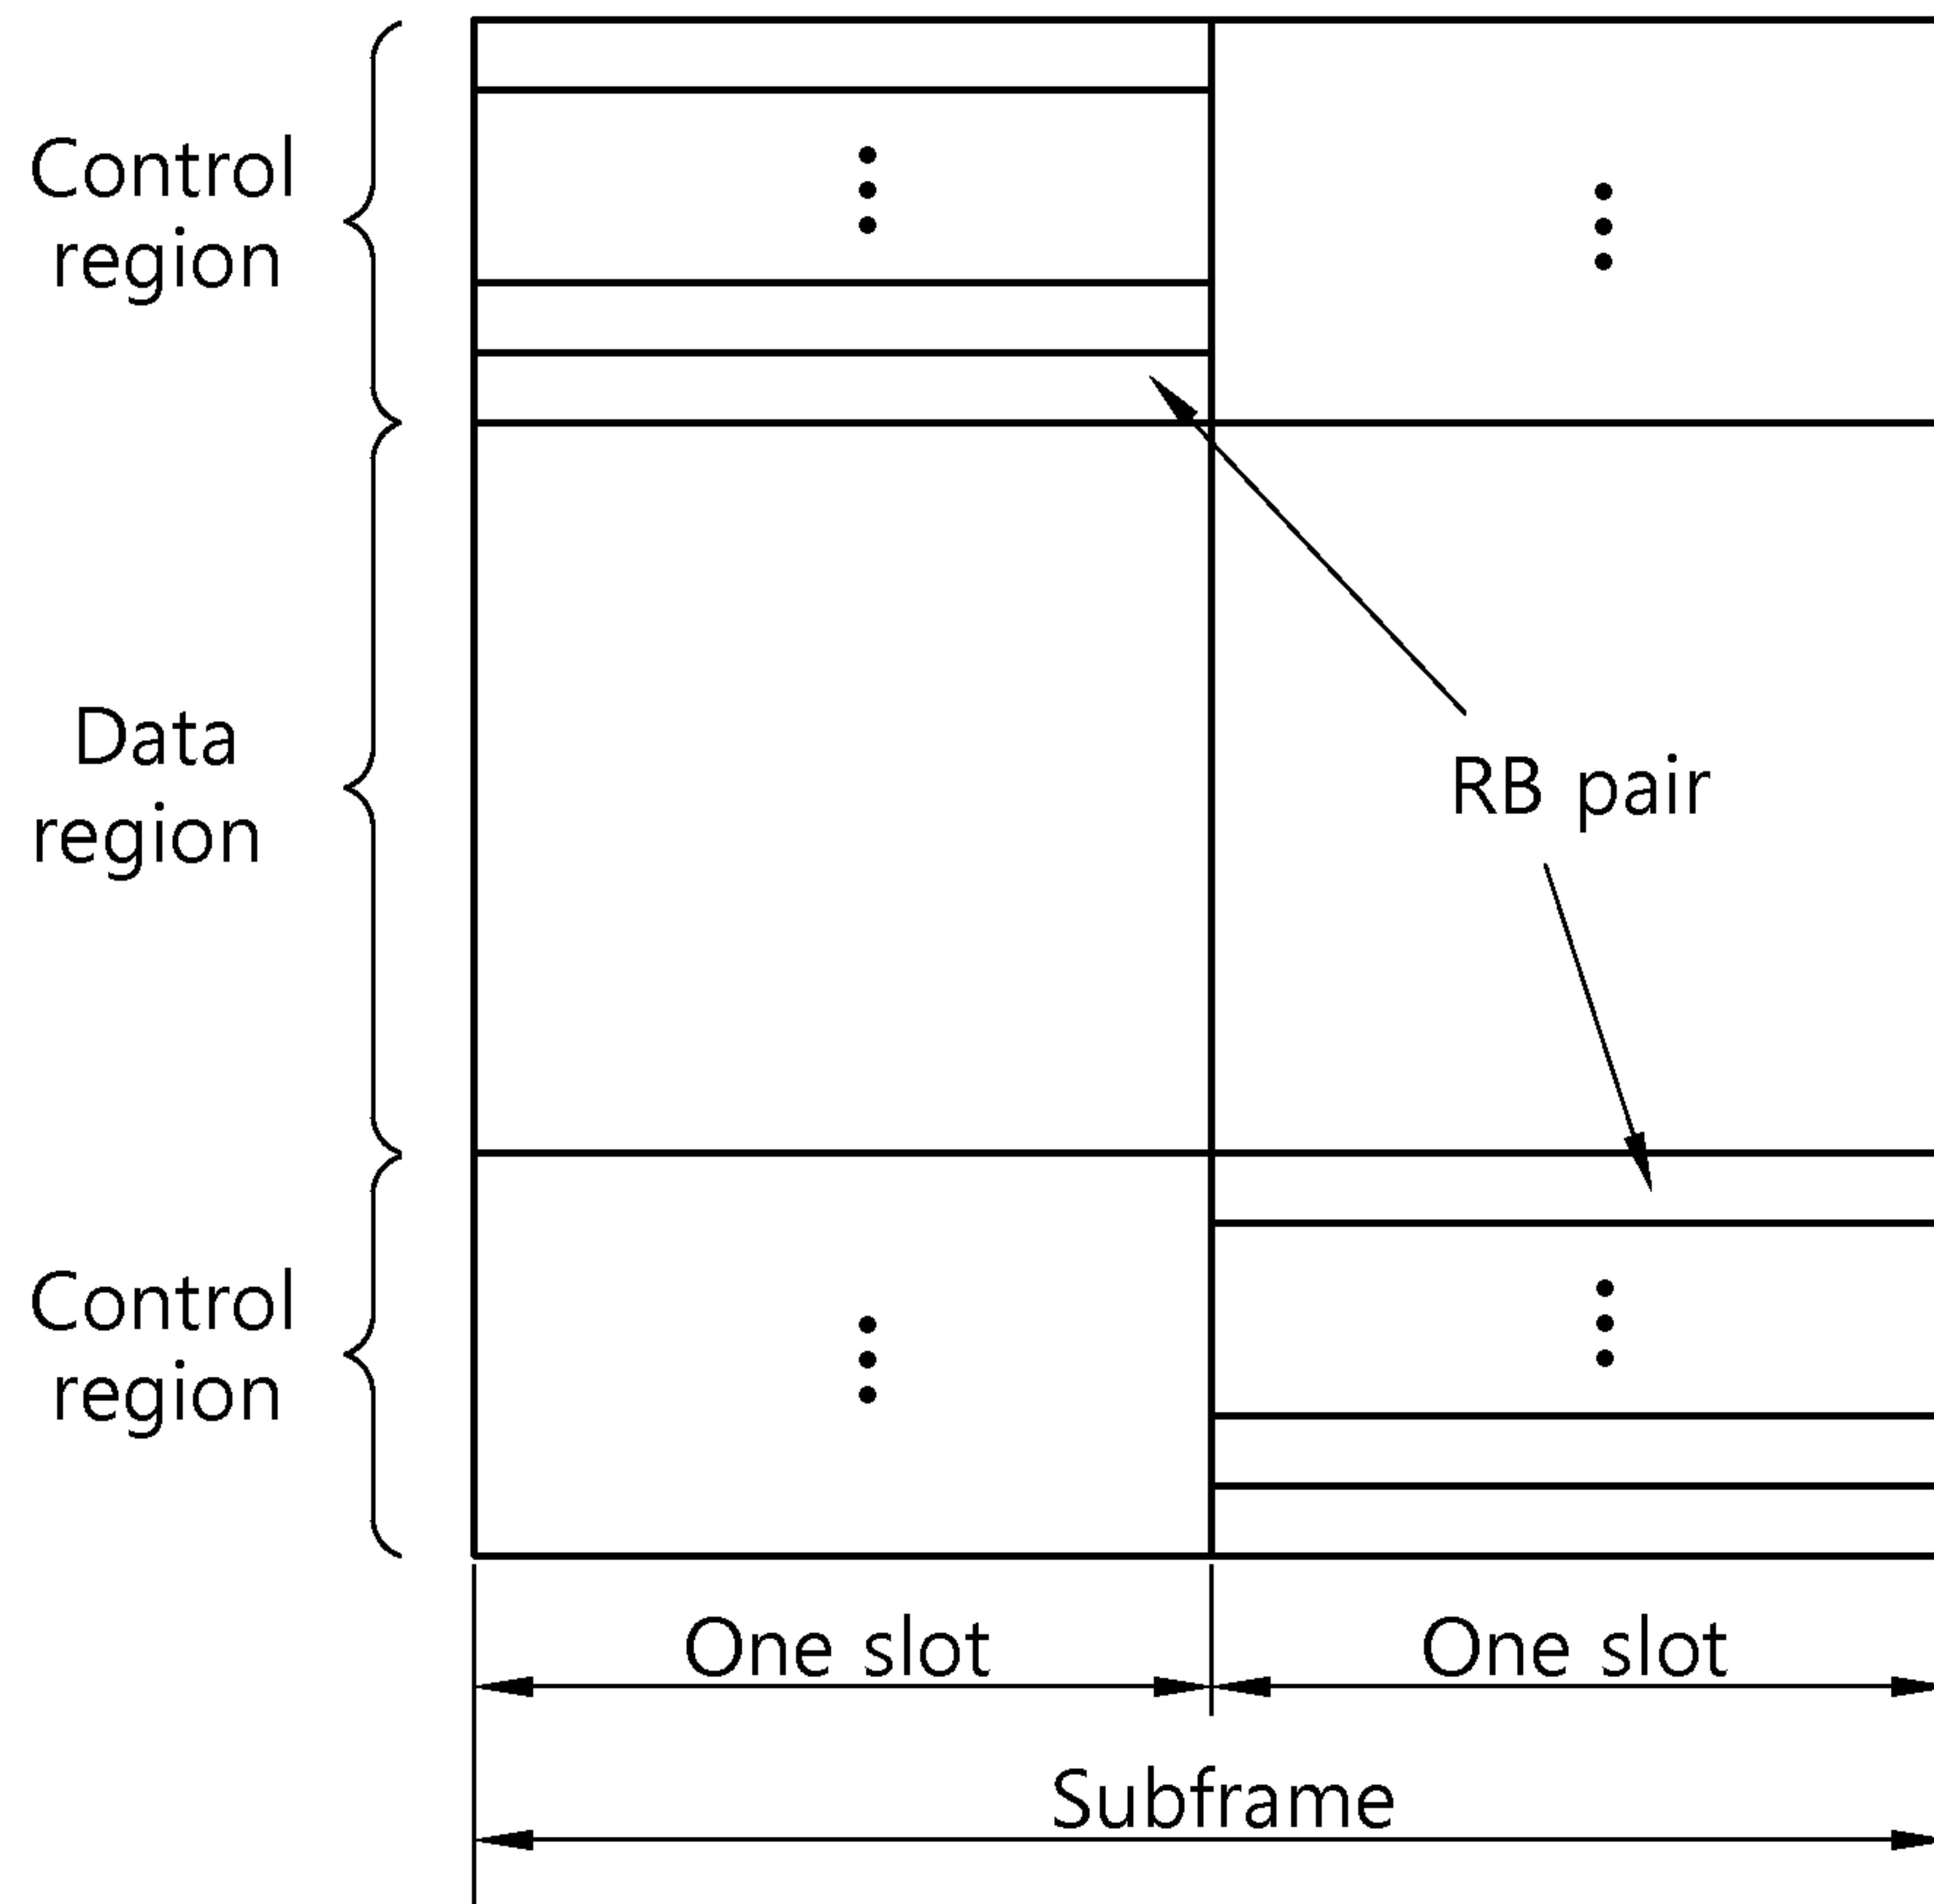 Control
region
Data
region
RB pair
Control
region
One slot
One slot
Subframe